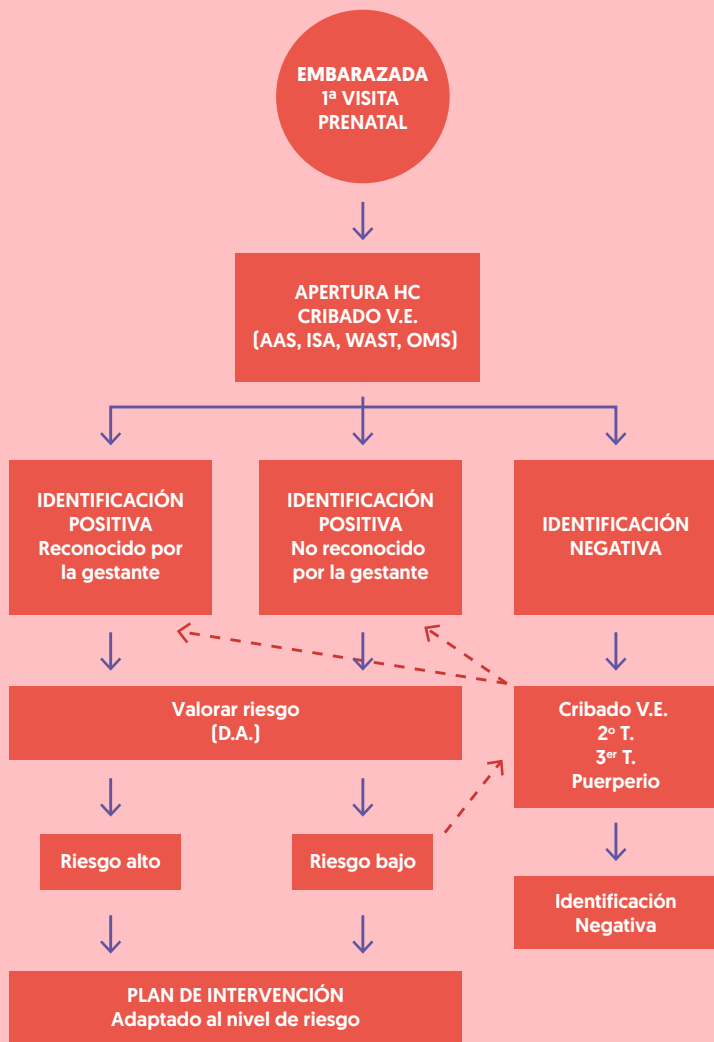 EMBARAZADA
1ª VISITA
PRENATAL
APERTURA HC
CRIBADO V.E.
(AAS, ISA, WAST, OMS)
IDENTIFICACIÓN
POSITIVA
Reconocido por
la gestante
IDENTIFICACIÓN
POSITIVA
No reconocido
por la gestante
IDENTIFICACIÓN
NEGATIVA
Valorar riesgo
(D.A.)
Cribado V.E.
2º T.
3er T.
Puerperio
Riesgo alto
Riesgo bajo
Identificación
Negativa
PLAN DE INTERVENCIÓN
Adaptado al nivel de riesgo